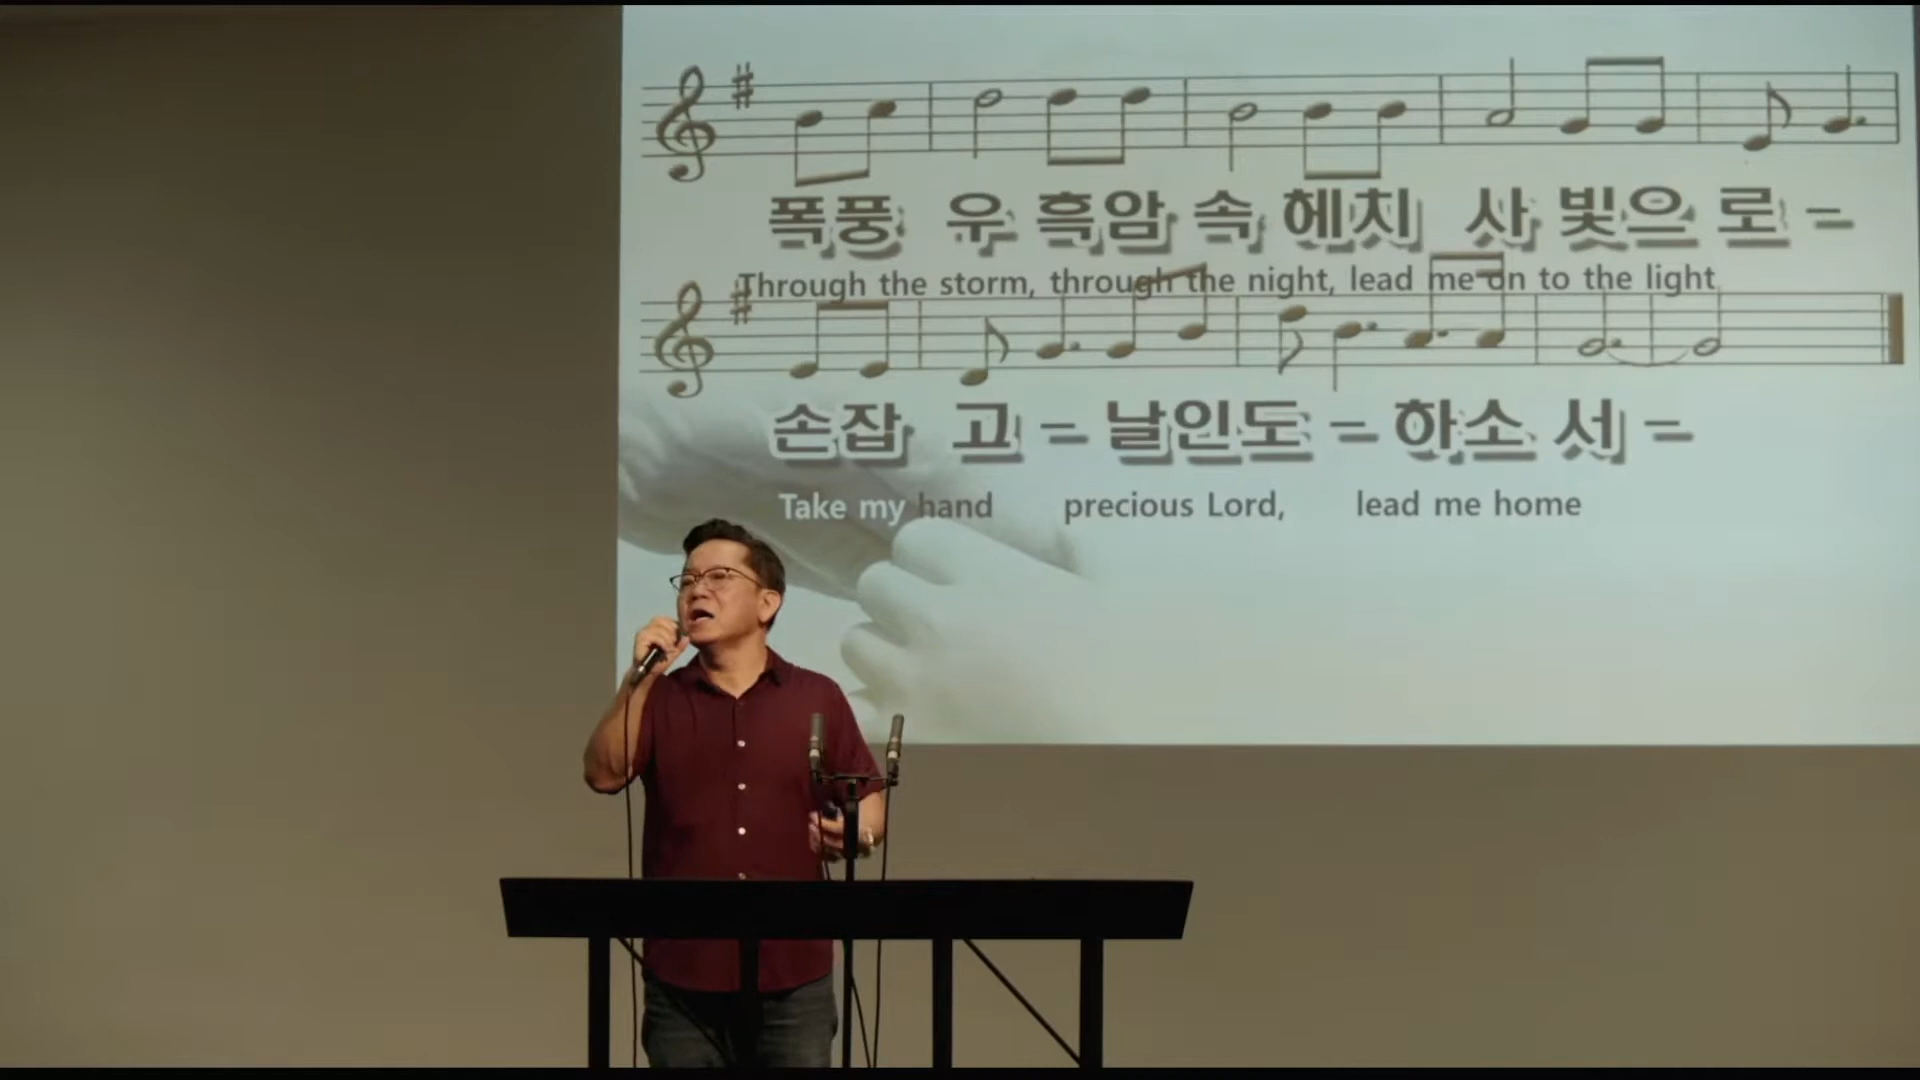 폭풍 우 흑암 속 헤치 사 빛으 로 –
Through the storm, through the night, lead me on to the light
손잡 고 – 날인도 – 하소 서 –
Take my hand precious Lord, lead me home